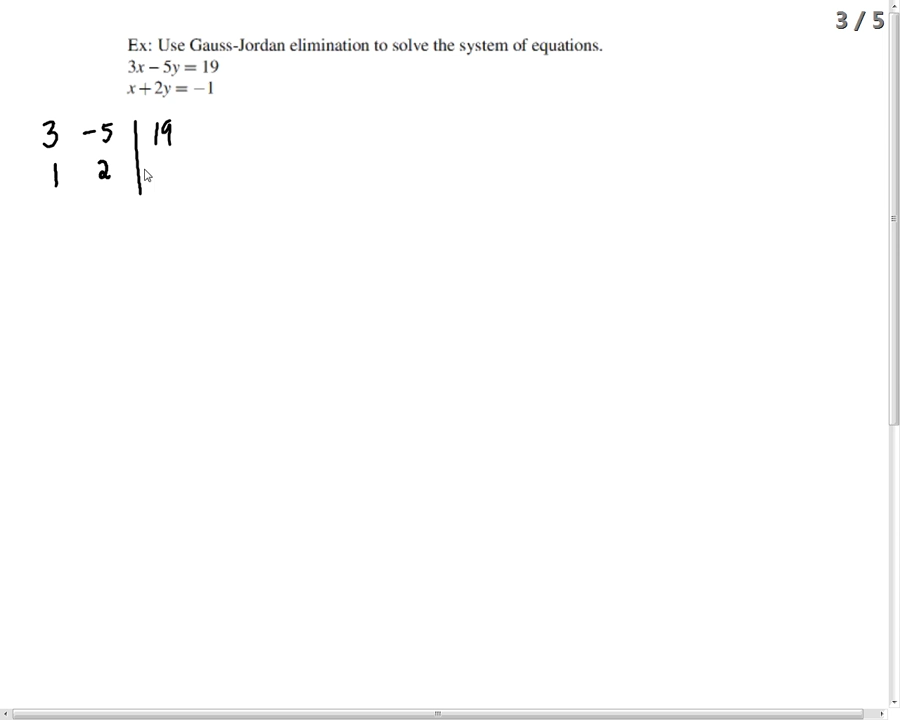 3 / 5
Ex: Use Gauss-Jordan elimination to solve the system of equations.
3x − 5y = 19
x + 2y = −1
3 -5 | 19
1 2 |